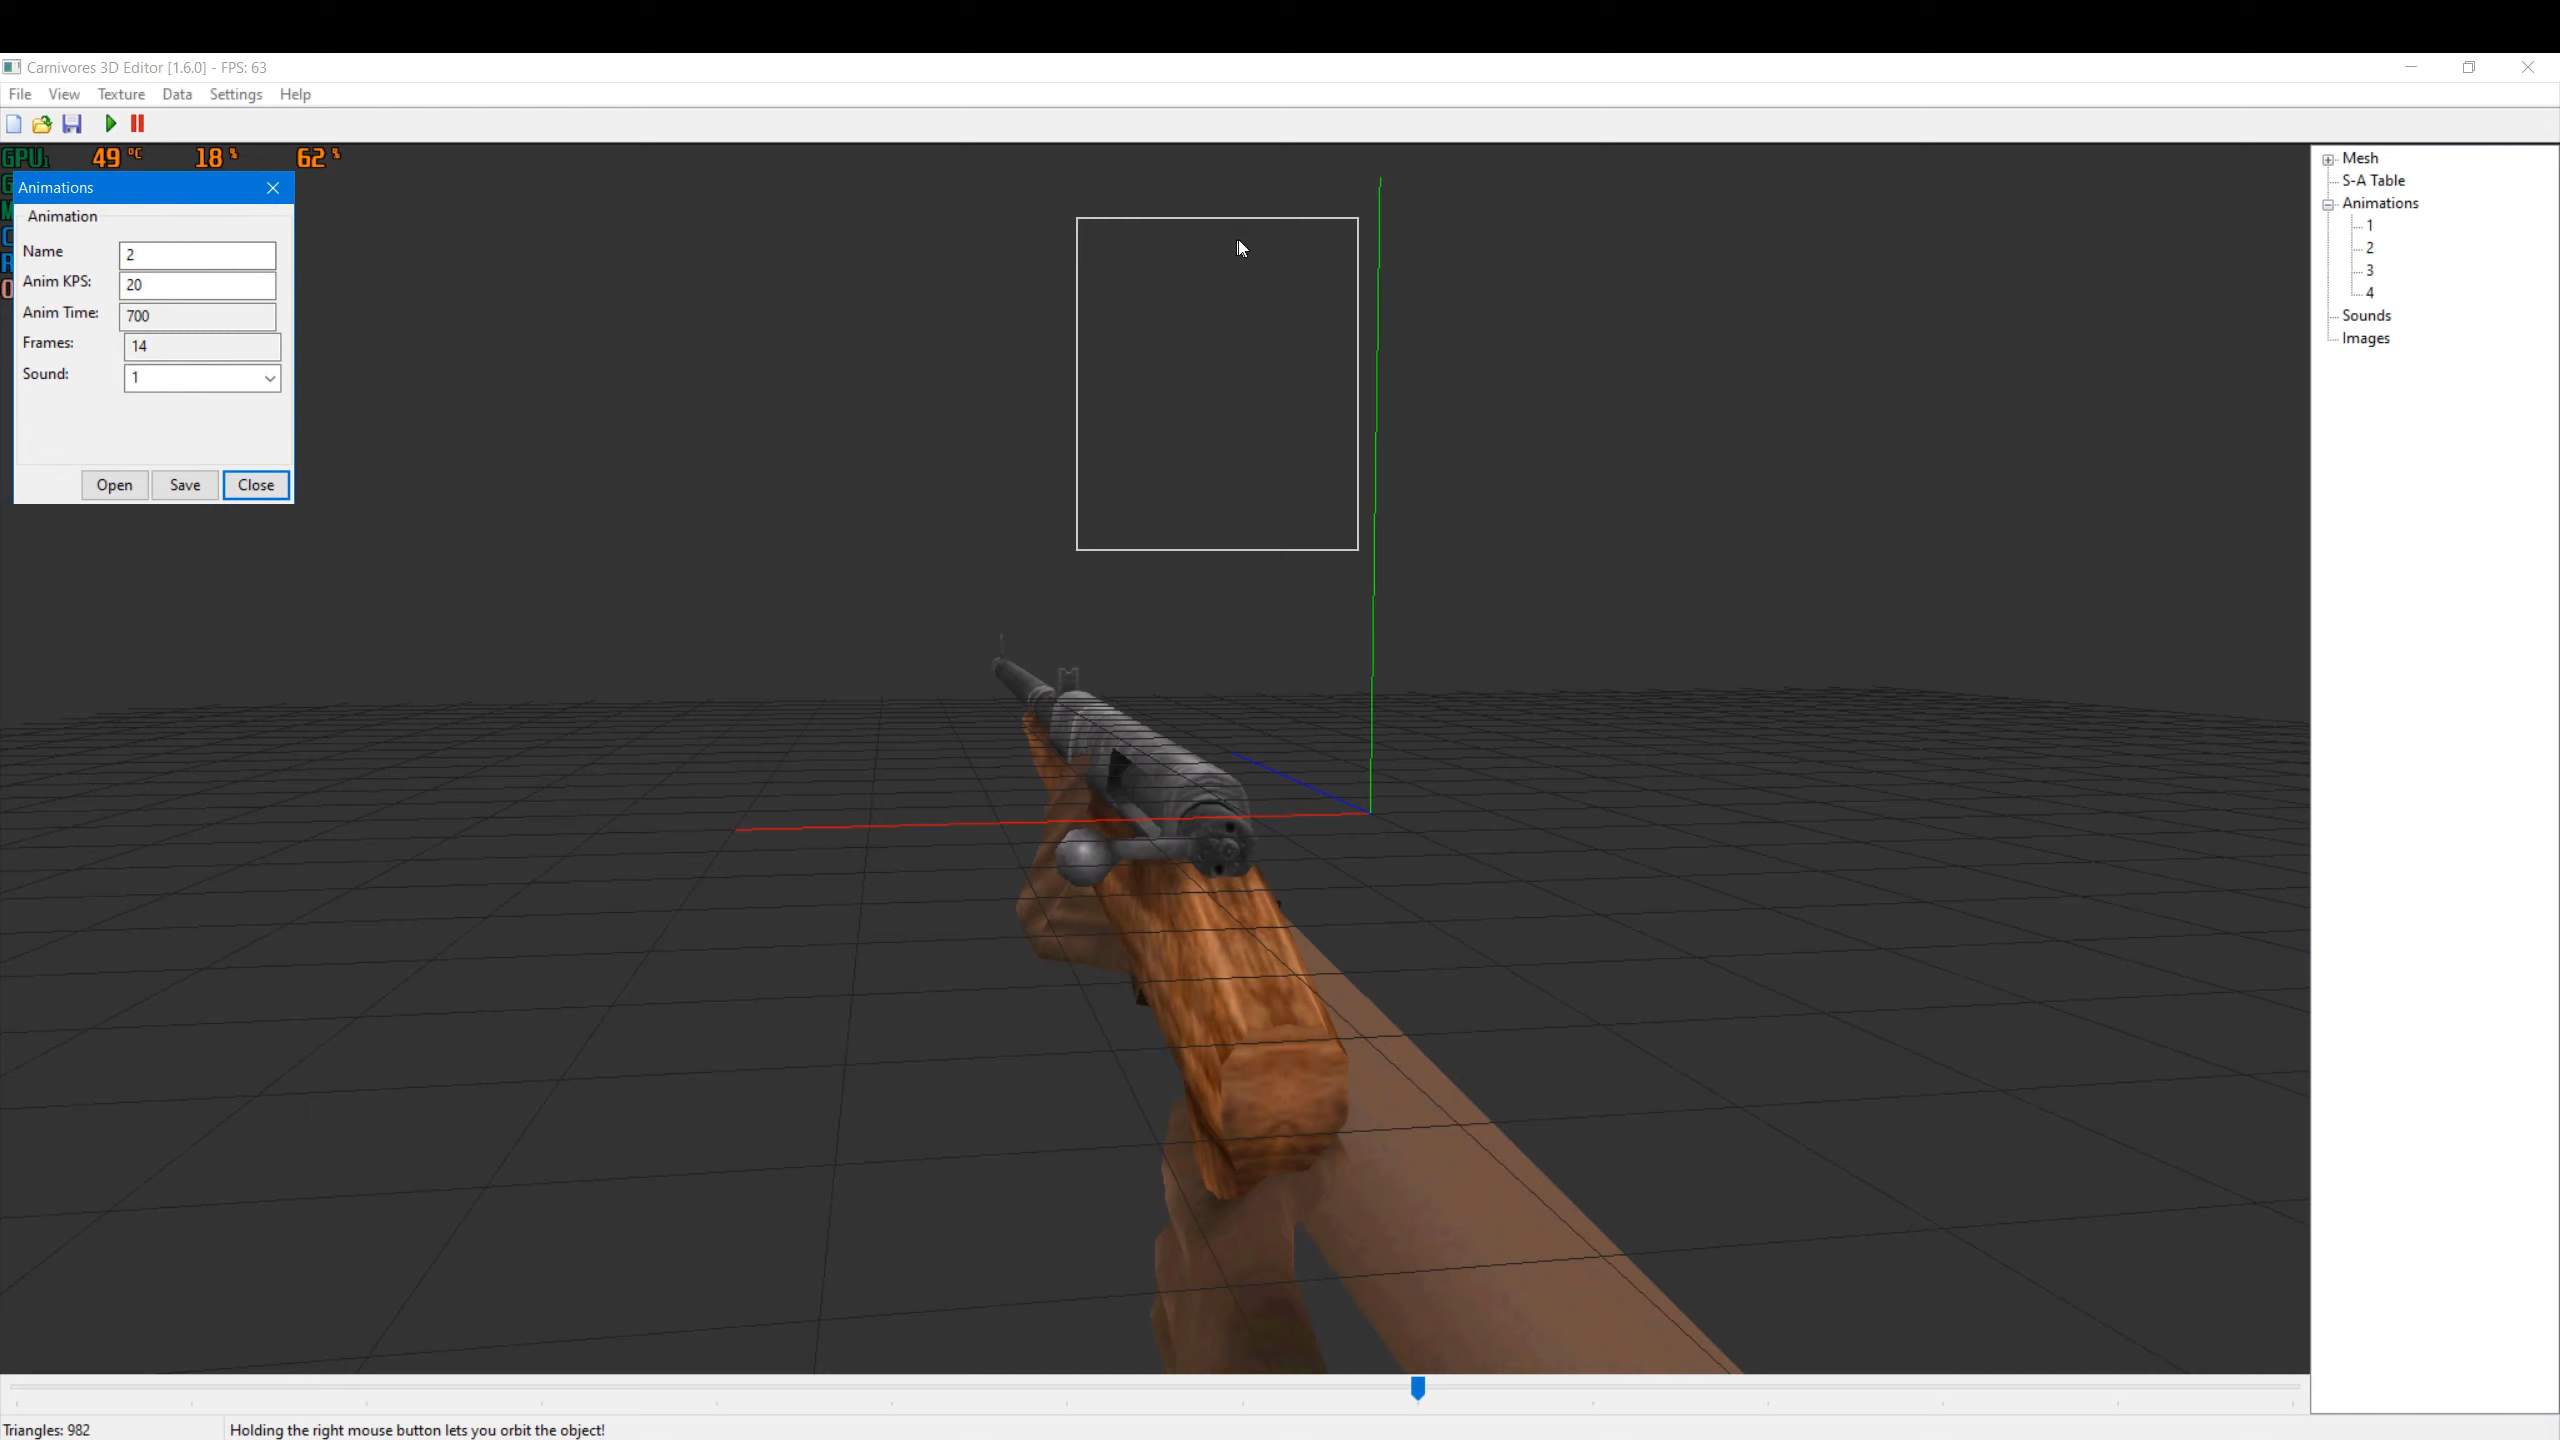 Carnivores 3D Editor [1.6.0] - FPS: 63
File View Texture Data Settings Help
GPU1 49 °C 18 % 62 %
Animations
Animation
Name 2
Anim KPS: 20
Anim Time: 700
Frames: 14
Sound: 1
Open Save Close
Mesh
S-A Table
Animations
1
2
3
4
Sounds
Images
Triangles: 982
Holding the right mouse button lets you orbit the object!